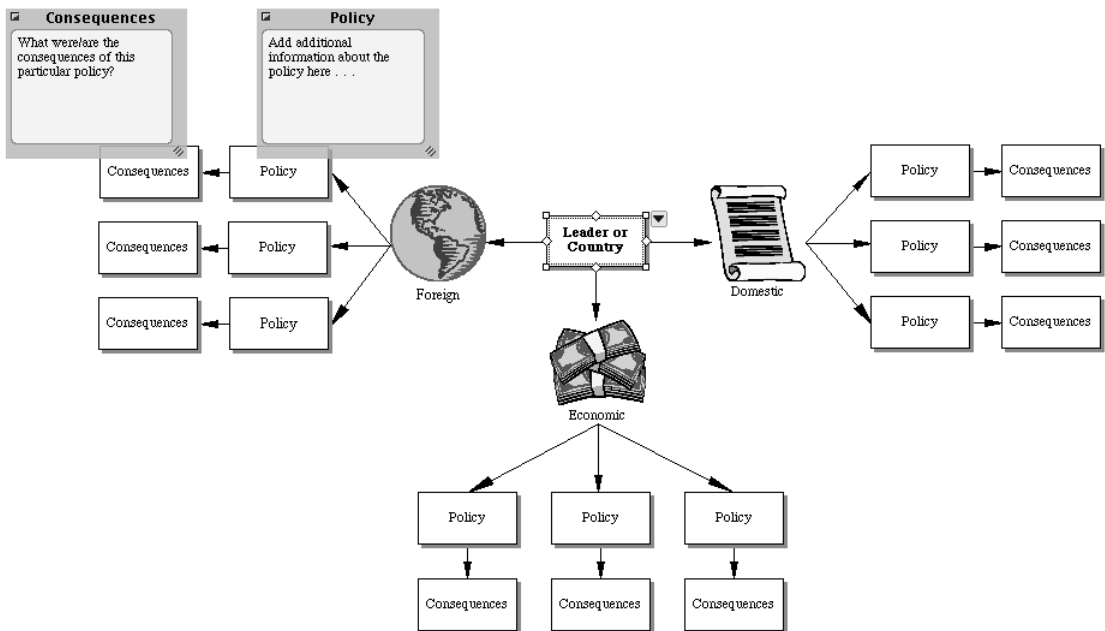 Consequences
What were/are the
consequences of this
particular policy?
Policy
Add additional
information about the
policy here . . .
Consequences
Policy
Consequences
Policy
Consequences
Policy
Foreign
Leader or
Country
Domestic
Policy
Consequences
Policy
Consequences
Policy
Consequences
Economic
Policy
Policy
Policy
Consequences
Consequences
Consequences